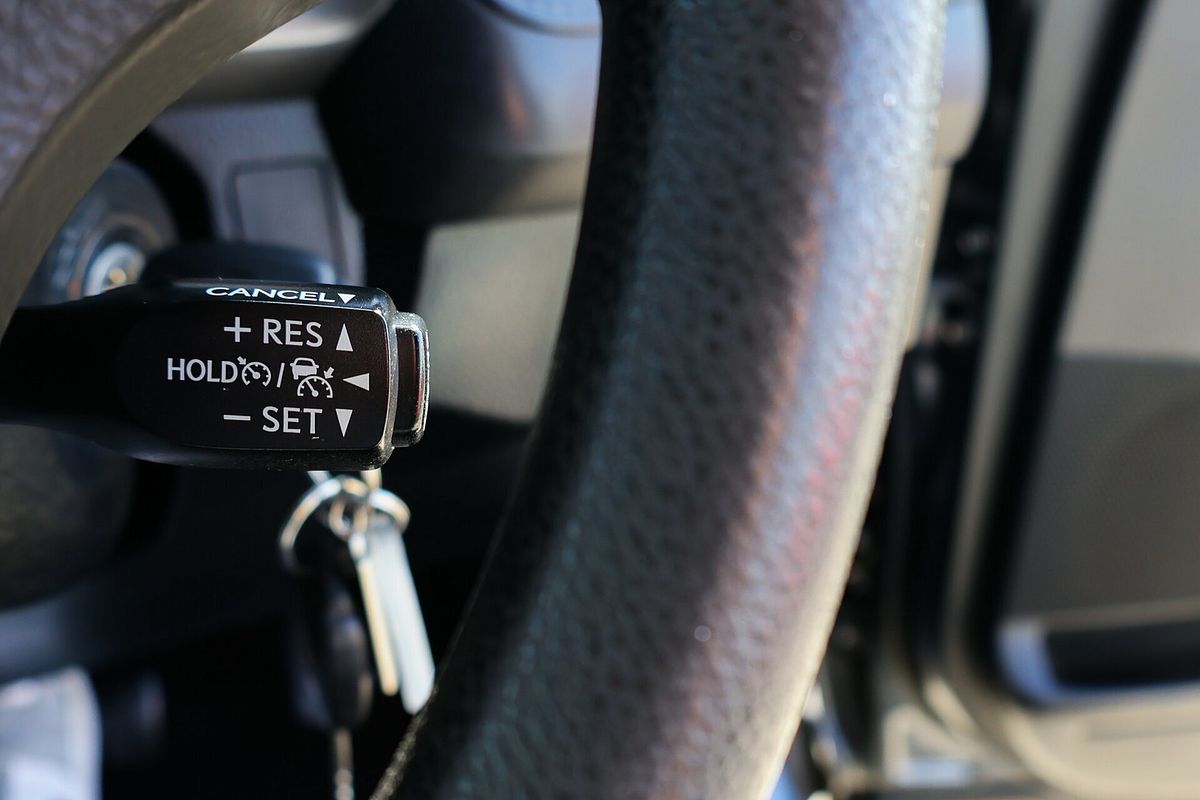 CANCEL▼
+ RES ▲
HOLD / ◄
− SET ▼